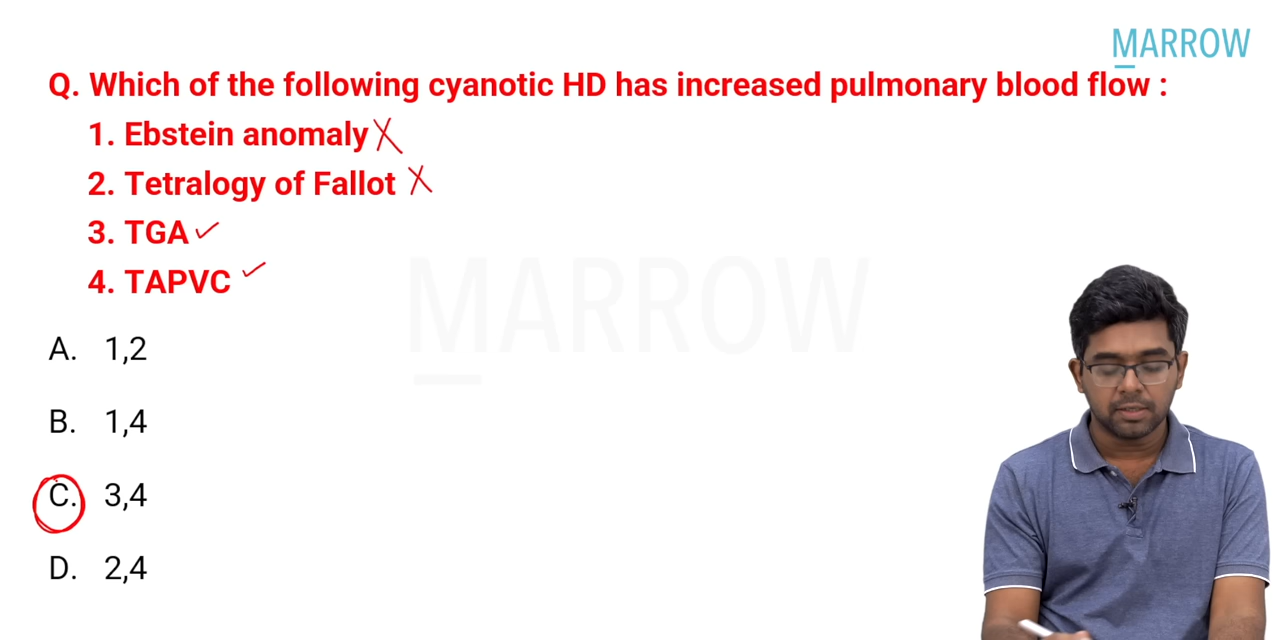 MARROW
Q. Which of the following cyanotic HD has increased pulmonary blood flow :
1. Ebstein anomaly
2. Tetralogy of Fallot
3. TGA
4. TAPVC
MARROW
A. 1,2
B. 1,4
C. 3,4
D. 2,4